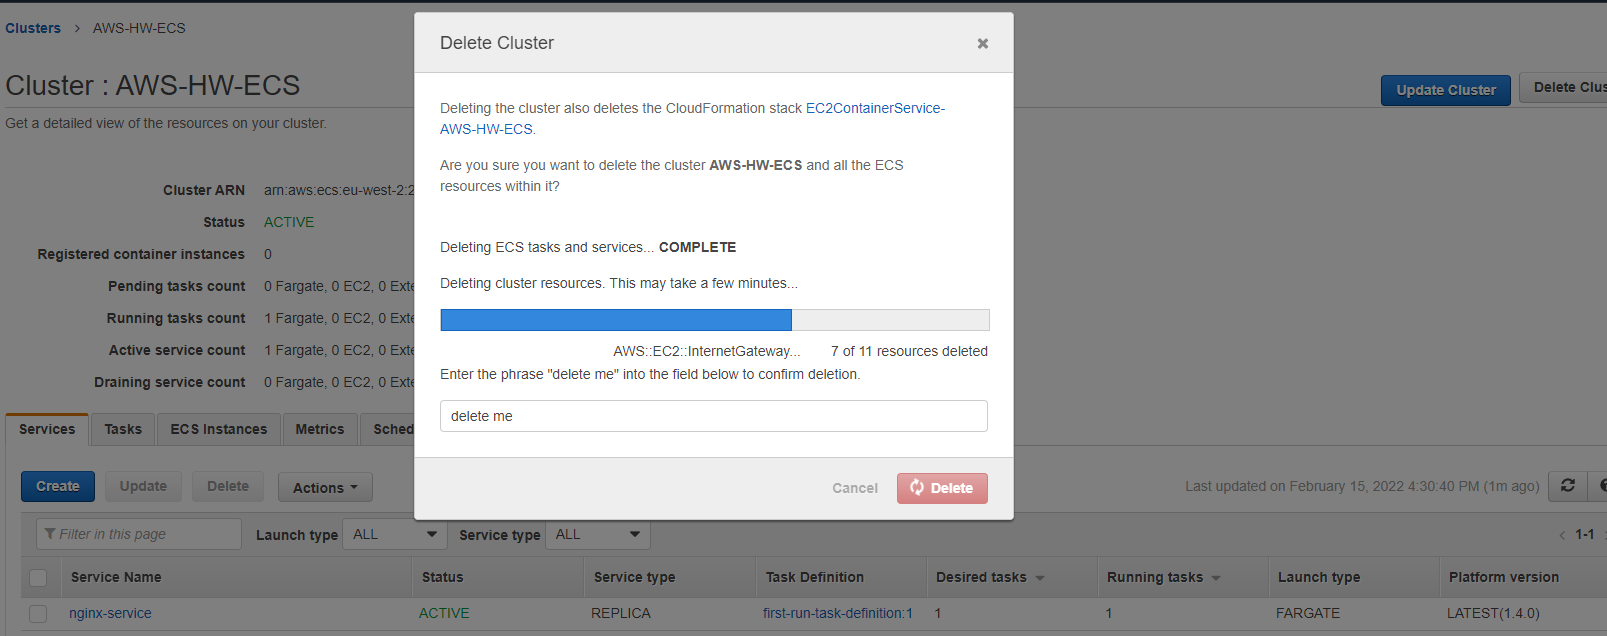 Clusters > AWS-HW-ECS
Cluster : AWS-HW-ECS
Update Cluster
Delete Clus
Get a detailed view of the resources on your cluster.
Cluster ARN arn:aws:ecs:eu-west-2:2
Status ACTIVE
Registered container instances 0
Pending tasks count 0 Fargate, 0 EC2, 0 Exte
Running tasks count 1 Fargate, 0 EC2, 0 Exte
Active service count 1 Fargate, 0 EC2, 0 Exte
Draining service count 0 Fargate, 0 EC2, 0 Exte
Delete Cluster
Deleting the cluster also deletes the CloudFormation stack EC2ContainerService-
AWS-HW-ECS.
Are you sure you want to delete the cluster AWS-HW-ECS and all the ECS
resources within it?
Deleting ECS tasks and services... COMPLETE
Deleting cluster resources. This may take a few minutes...
AWS::EC2::InternetGateway... 7 of 11 resources deleted
Enter the phrase "delete me" into the field below to confirm deletion.
delete me
Cancel Delete
Services Tasks ECS Instances Metrics Sched
Create Update Delete Actions
Last updated on February 15, 2022 4:30:40 PM (1m ago)
Filter in this page Launch type ALL Service type ALL
< 1-1
Service Name Status Service type Task Definition Desired tasks Running tasks Launch type Platform version
nginx-service ACTIVE REPLICA first-run-task-definition:1 1 1 FARGATE LATEST(1.4.0)